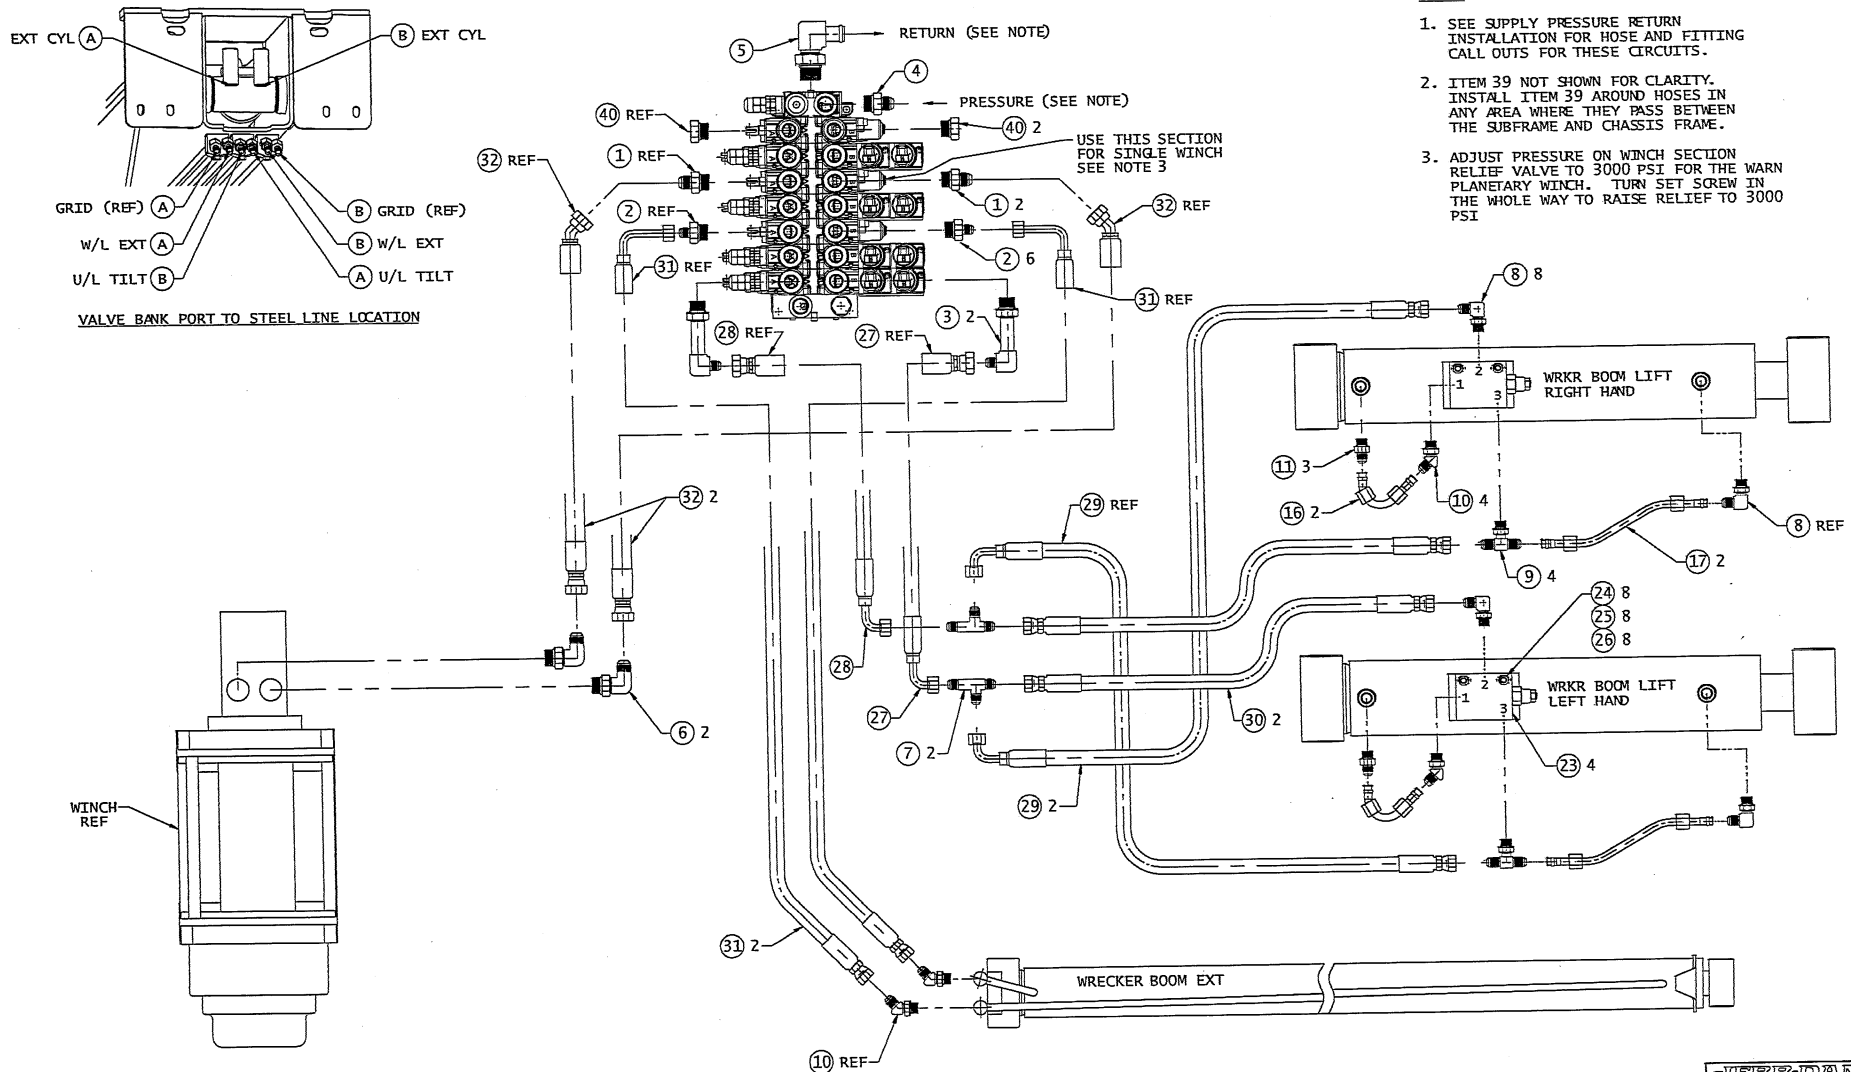 EXT CYL A
B EXT CYL
GRID (REF) A
B GRID (REF)
W/L EXT A
B W/L EXT
U/L TILT B
A U/L TILT
VALVE BANK PORT TO STEEL LINE LOCATION
5
RETURN (SEE NOTE)
4
PRESSURE (SEE NOTE)
40 REF
40 2
USE THIS SECTION
FOR SINGLE WINCH
SEE NOTE 3
32 REF
1 REF
1 2
32 REF
2 REF
2 6
31 REF
31 REF
28 REF
27 REF
3 2
1. SEE SUPPLY PRESSURE RETURN
INSTALLATION FOR HOSE AND FITTING
CALL OUTS FOR THESE CIRCUITS.
2. ITEM 39 NOT SHOWN FOR CLARITY.
INSTALL ITEM 39 AROUND HOSES IN
ANY AREA WHERE THEY PASS BETWEEN
THE SUBFRAME AND CHASSIS FRAME.
3. ADJUST PRESSURE ON WINCH SECTION
RELIEF VALVE TO 3000 PSI FOR THE WARN
PLANETARY WINCH. TURN SET SCREW IN
THE WHOLE WAY TO RAISE RELIEF TO 3000
PSI
8 8
1
2
3
WRKR BOOM LIFT
RIGHT HAND
11 3
16 2
10 4
8 REF
17 2
9 4
32 2
29 REF
24 8
25 8
26 8
28
27
7 2
30 2
29 2
1
2
3
WRKR BOOM LIFT
LEFT HAND
23 4
6 2
WINCH
REF
31 2
WRECKER BOOM EXT
10 REF